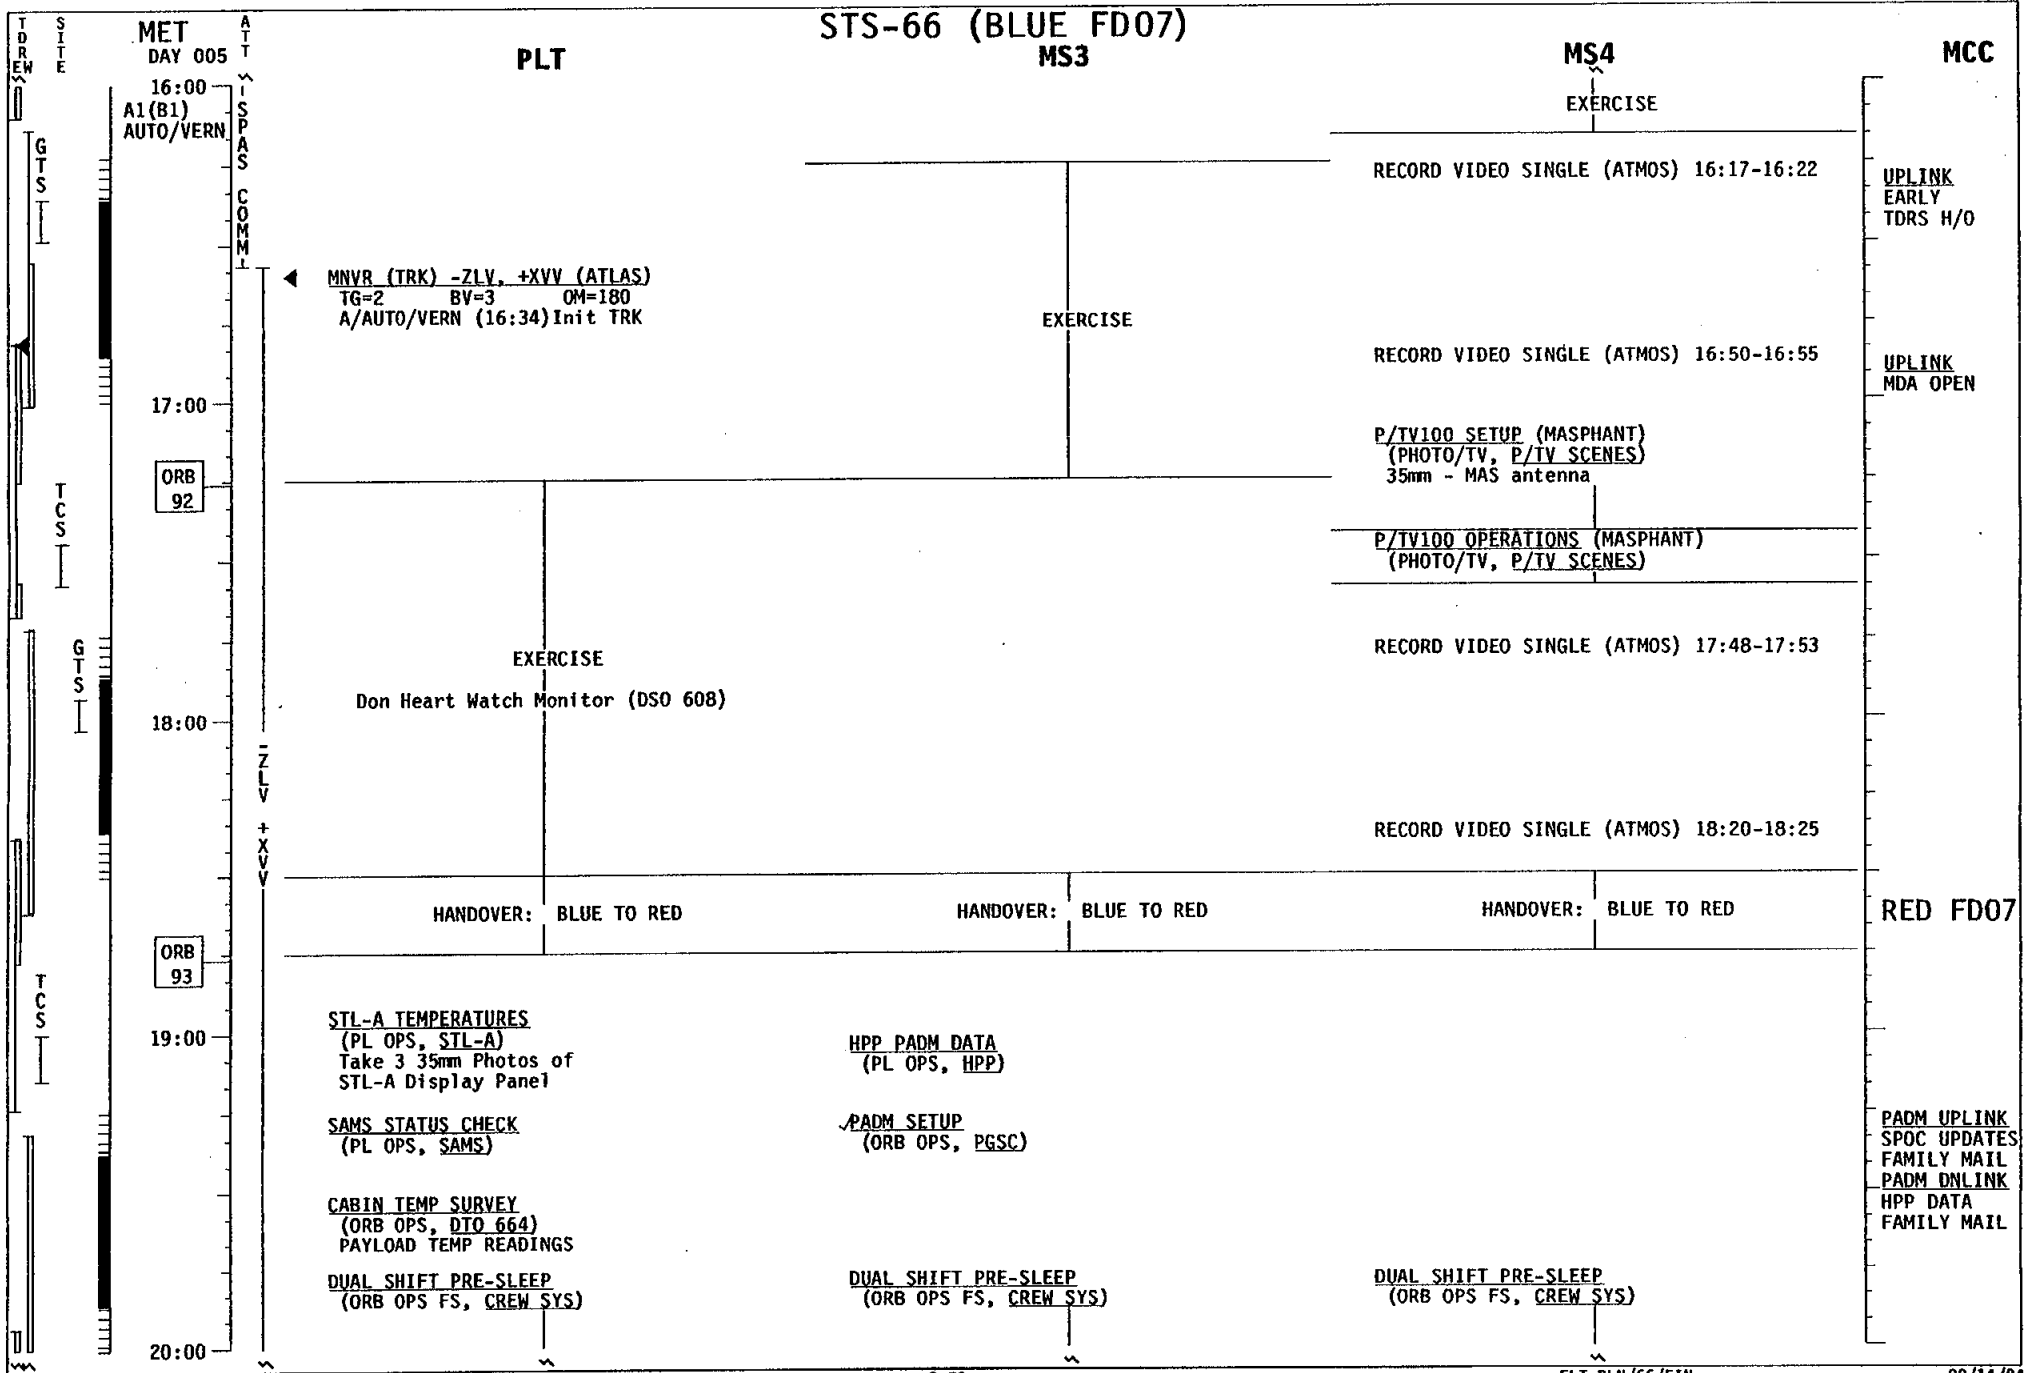 STS-66 (BLUE FD07)
TDRE W
SITE
MET
DAY 005
ATT
PLT
MS3
MS4
MCC
16:00
A1(B1)
AUTO/VERN
SPAS COMM
GTS
EXERCISE
RECORD VIDEO SINGLE (ATMOS) 16:17-16:22
UPLINK
EARLY
TDRS H/O
MNVR (TRK) -ZLV, +XVV (ATLAS)
TG=2 BV=3 OM=180
A/AUTO/VERN (16:34)Init TRK
EXERCISE
RECORD VIDEO SINGLE (ATMOS) 16:50-16:55
UPLINK
MDA OPEN
17:00
P/TV100 SETUP (MASPHANT)
(PHOTO/TV, P/TV SCENES)
35mm - MAS antenna
ORB
92
TCS
P/TV100 OPERATIONS (MASPHANT)
(PHOTO/TV, P/TV SCENES)
GTS
RECORD VIDEO SINGLE (ATMOS) 17:48-17:53
EXERCISE
Don Heart Watch Monitor (DSO 608)
18:00
-ZLV +XVV
RECORD VIDEO SINGLE (ATMOS) 18:20-18:25
HANDOVER: BLUE TO RED
HANDOVER: BLUE TO RED
HANDOVER: BLUE TO RED
RED FD07
ORB
93
TCS
19:00
STL-A TEMPERATURES
(PL OPS, STL-A)
Take 3 35mm Photos of
STL-A Display Panel
HPP PADM DATA
(PL OPS, HPP)
SAMS STATUS CHECK
(PL OPS, SAMS)
√PADM SETUP
(ORB OPS, PGSC)
PADM UPLINK
SPOC UPDATES
FAMILY MAIL
PADM DNLINK
HPP DATA
FAMILY MAIL
CABIN TEMP SURVEY
(ORB OPS, DTO 664)
PAYLOAD TEMP READINGS
DUAL SHIFT PRE-SLEEP
(ORB OPS FS, CREW SYS)
DUAL SHIFT PRE-SLEEP
(ORB OPS FS, CREW SYS)
DUAL SHIFT PRE-SLEEP
(ORB OPS FS, CREW SYS)
20:00